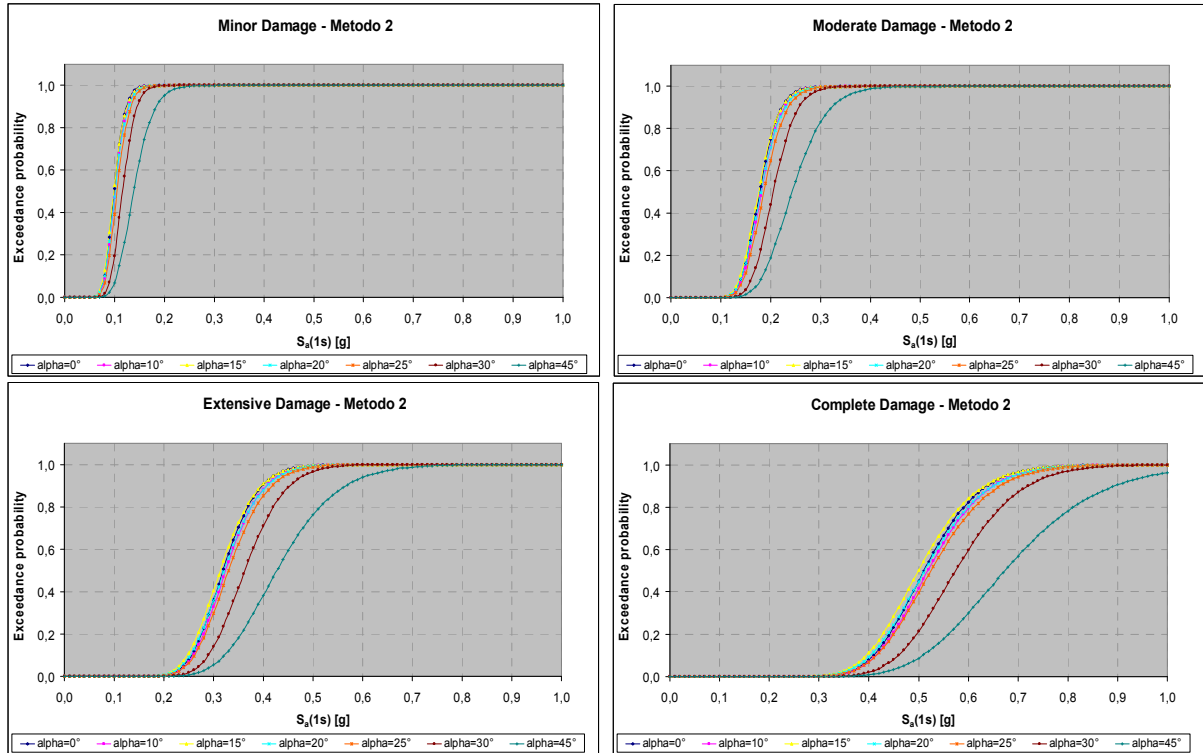 Minor Damage - Metodo 2
Exceedance probability
1,0
0,8
0,6
0,4
0,2
0,0
0,0 0,1 0,2 0,3 0,4 0,5 0,6 0,7 0,8 0,9 1,0
Sa(1s) [g]
alpha=0° alpha=10° alpha=15° alpha=20° alpha=25° alpha=30° alpha=45°
Moderate Damage - Metodo 2
Exceedance probability
1,0
0,8
0,6
0,4
0,2
0,0
0,0 0,1 0,2 0,3 0,4 0,5 0,6 0,7 0,8 0,9 1,0
Sa(1s) [g]
alpha=0° alpha=10° alpha=15° alpha=20° alpha=25° alpha=30° alpha=45°
Extensive Damage - Metodo 2
Exceedance probability
1,0
0,8
0,6
0,4
0,2
0,0
0,0 0,1 0,2 0,3 0,4 0,5 0,6 0,7 0,8 0,9 1,0
Sa(1s) [g]
alpha=0° alpha=10° alpha=15° alpha=20° alpha=25° alpha=30° alpha=45°
Complete Damage - Metodo 2
Exceedance probability
1,0
0,8
0,6
0,4
0,2
0,0
0,0 0,1 0,2 0,3 0,4 0,5 0,6 0,7 0,8 0,9 1,0
Sa(1s) [g]
alpha=0° alpha=10° alpha=15° alpha=20° alpha=25° alpha=30° alpha=45°